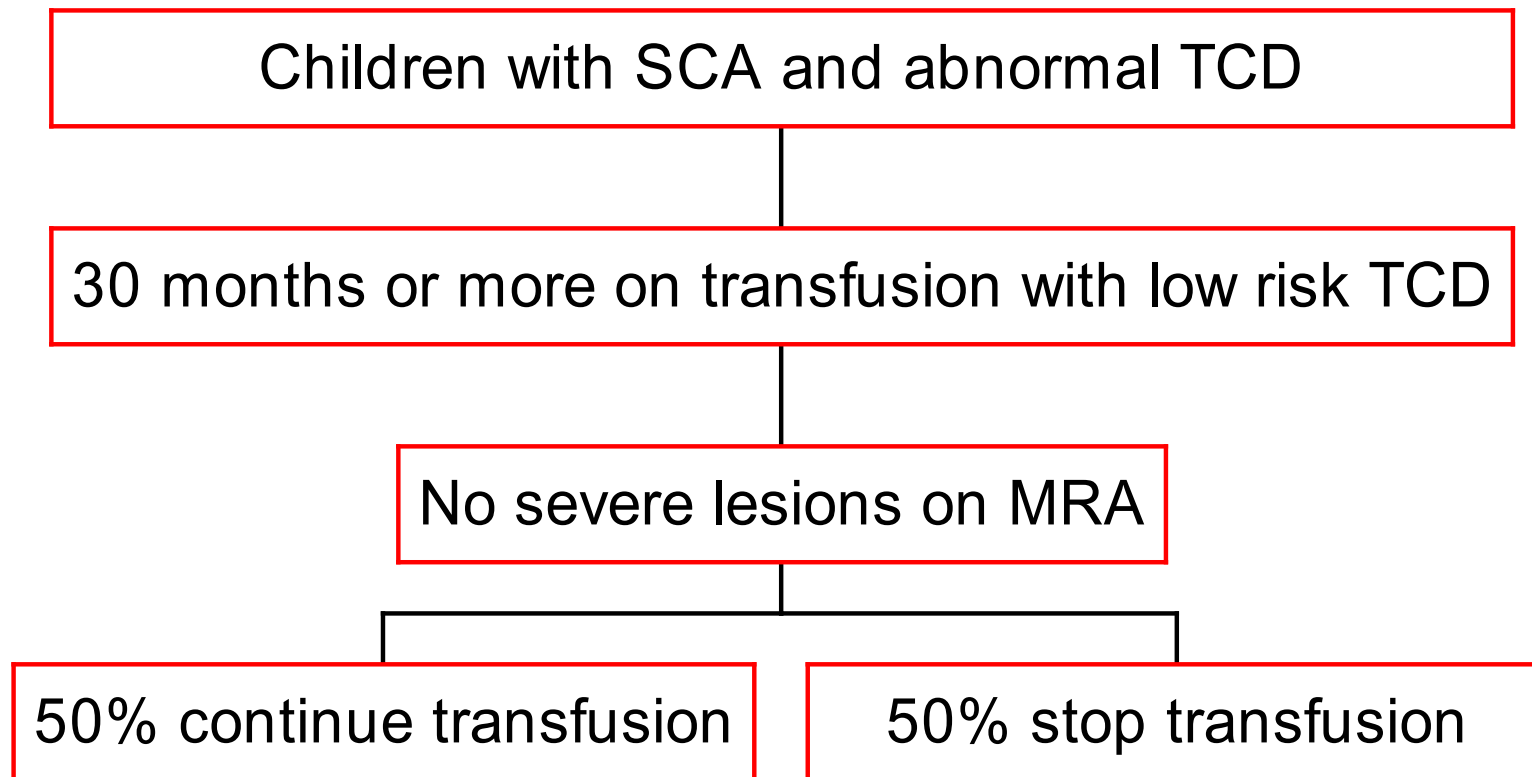 Children with SCA and abnormal TCD
30 months or more on transfusion with low risk TCD
No severe lesions on MRA
50% continue transfusion
50% stop transfusion